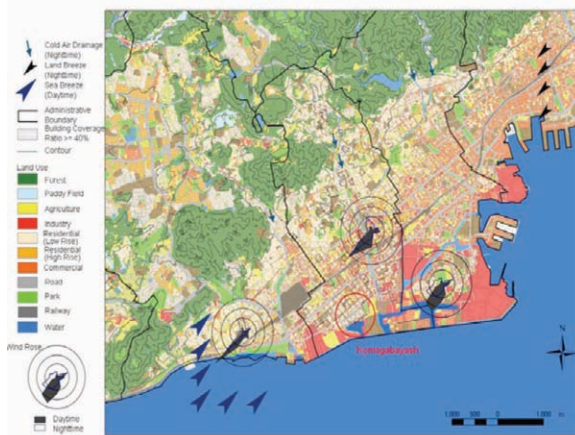 Cold Air Drainage
(Nighttime)
Land Breeze
(Nighttime)
Sea Breeze
(Daytime)
Administrative
Boundary
Building Coverage
Ratio >= 40%
Contour
Land Use
Forest
Paddy Field
Agriculture
Industry
Residential
(Low Rise)
Residential
(High Rise)
Commercial
Road
Park
Railway
Water
Wind Rose
Daytime
Nighttime
Komagabayash
N
1,000 500 0 1,000 m